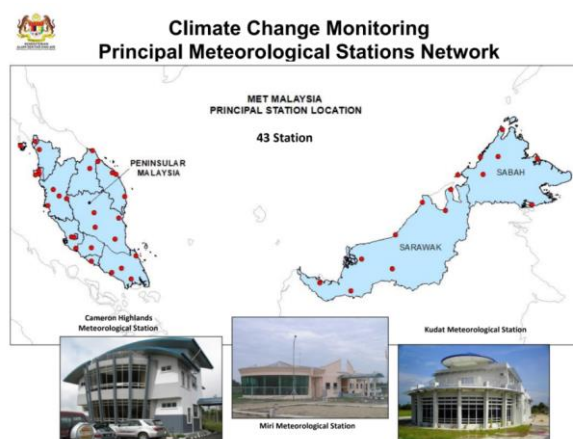 Climate Change Monitoring
Principal Meteorological Stations Network
MET MALAYSIA
PRINCIPAL STATION LOCATION
43 Station
PENINSULAR
MALAYSIA
SABAH
SARAWAK
Cameron Highlands
Meteorological Station
Miri Meteorological Station
Kudat Meteorological Station